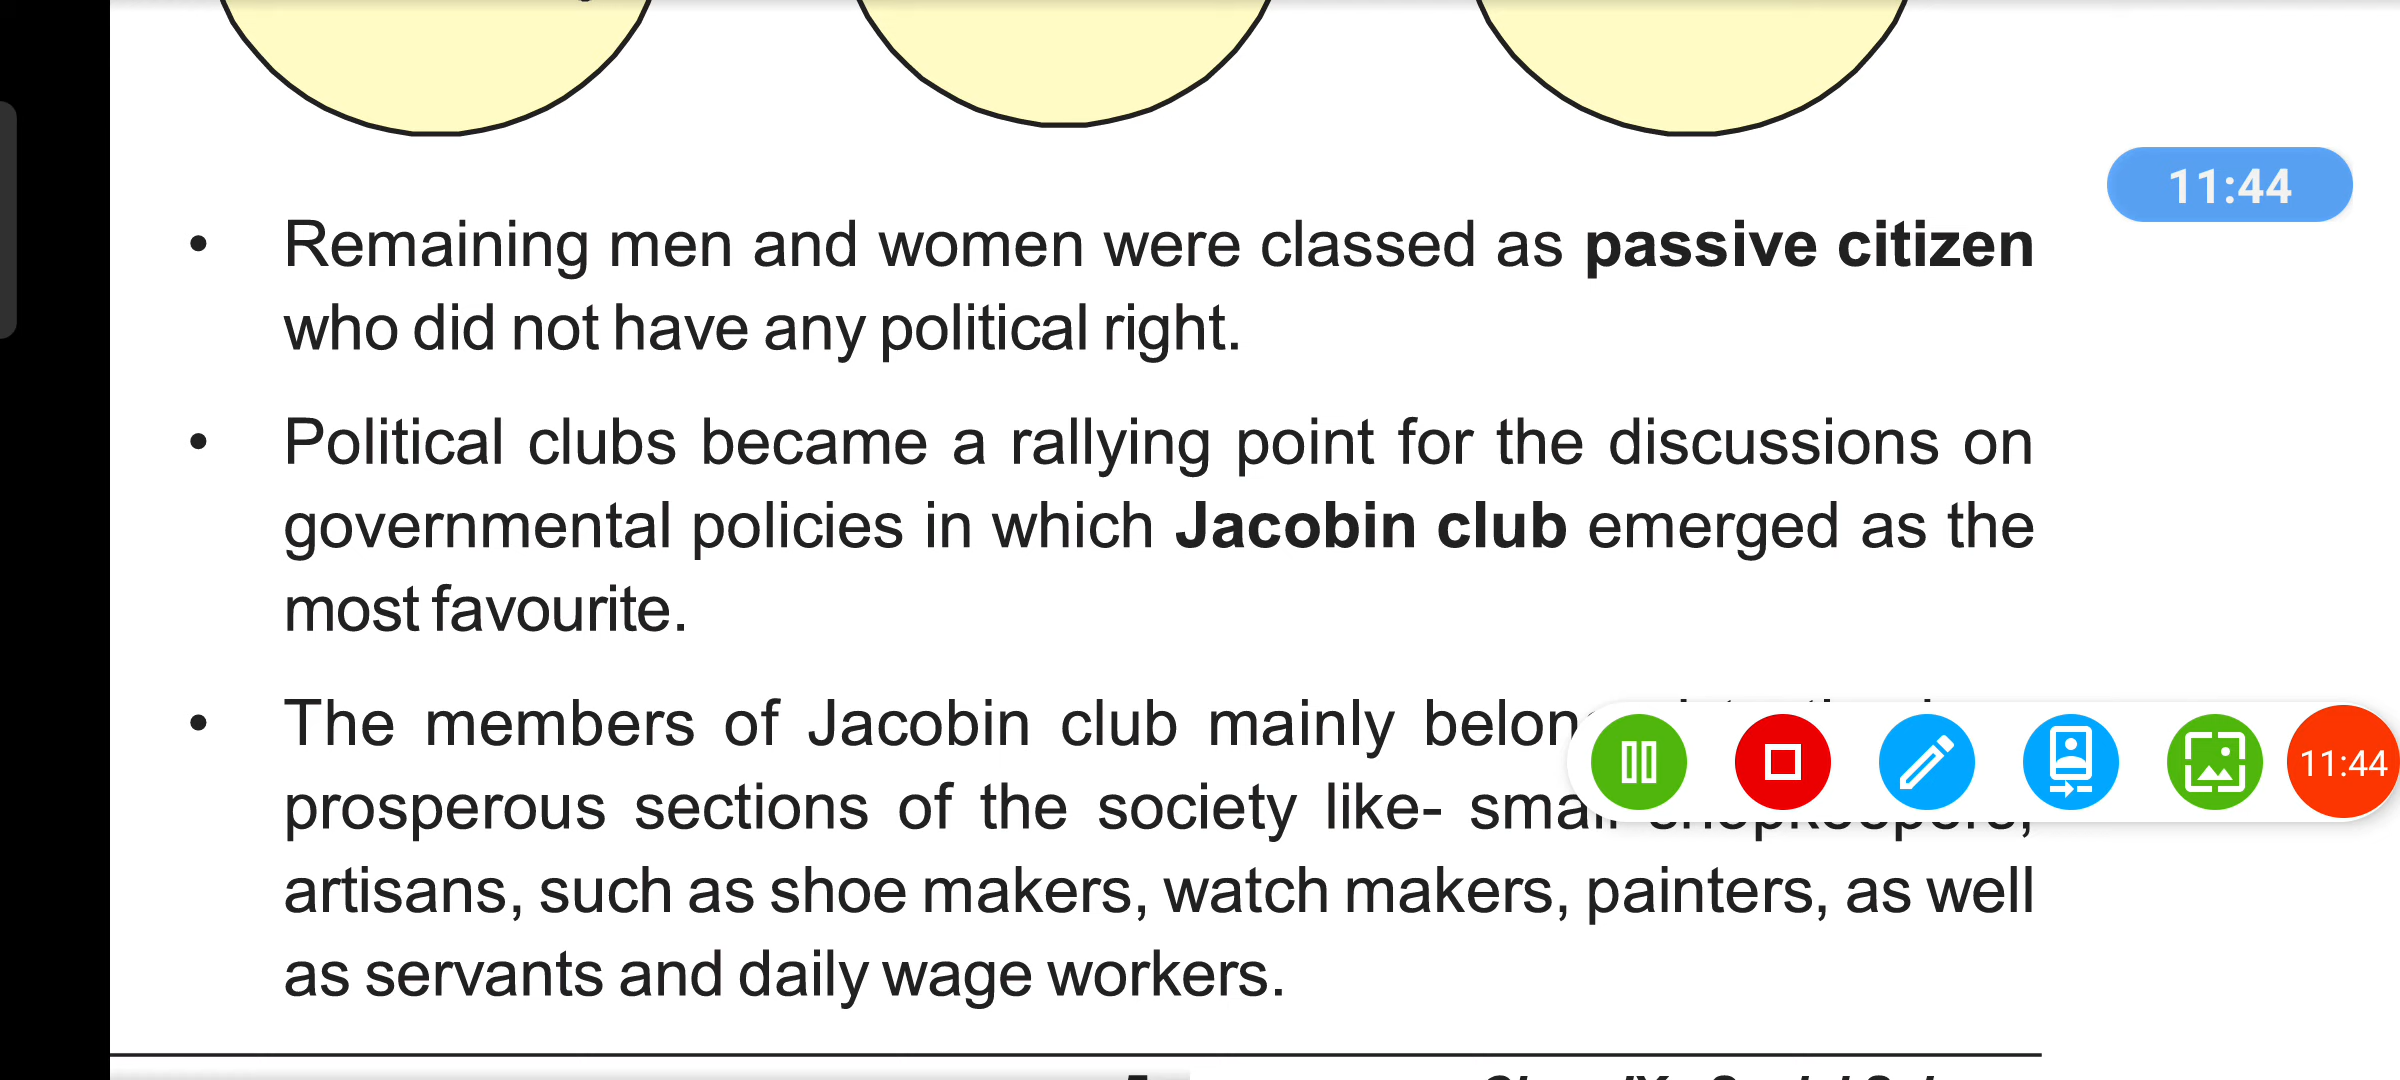 11:44
• Remaining men and women were classed as passive citizen
who did not have any political right.
• Political clubs became a rallying point for the discussions on
governmental policies in which Jacobin club emerged as the
most favourite.
• The members of Jacobin club mainly
prosperous sections of the society like-
11:44
artisans, such as shoe makers, watch makers, painters, as well
as servants and daily wage workers.